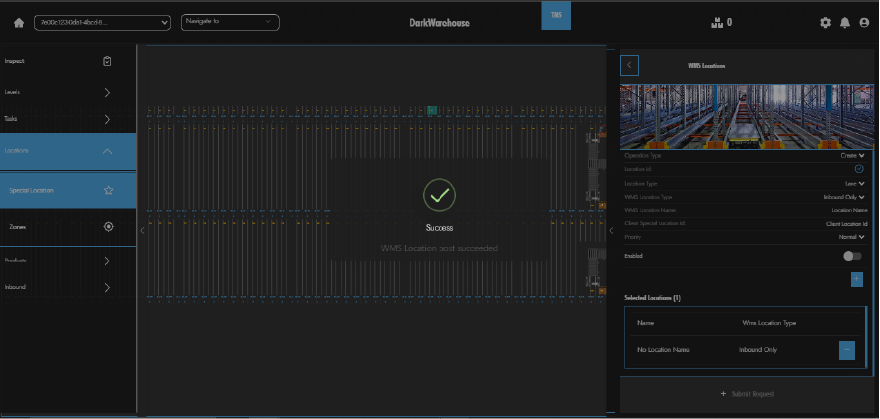 7e00c123-0da1-4bcd-8...
Navigate to
DarkWarehouse
TMS
0
Inspect
Levels
Tasks
Locations
Special Location
Zones
Products
Inbound
Success
WMS Location post succeeded
WMS Locations
Operation Type
Create
Location Id
Location Type
Lane
WMS Location Type
Inbound Only
WMS Location Name
Location Name
Client Special Location Id:
Client Location Id
Priority
Normal
Enabled
+
Selected Locations (1)
Name
Wms Location Type
No Location Name
Inbound Only
+ Submit Request